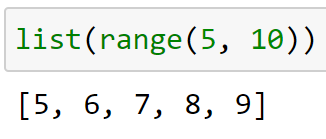 list(range(5, 10))
[5, 6, 7, 8, 9]